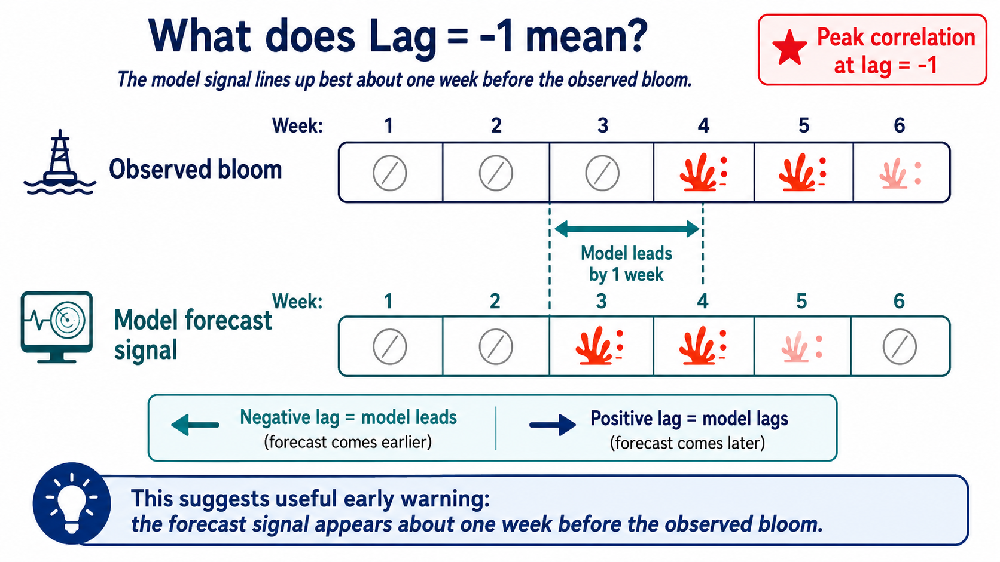 What does Lag = -1 mean?
The model signal lines up best about one week before the observed bloom.
Peak correlation
at lag = -1
Week: 1 2 3 4 5 6
Observed bloom
Model leads
by 1 week
Week: 1 2 3 4 5 6
Model forecast
signal
Negative lag = model leads
(forecast comes earlier)
Positive lag = model lags
(forecast comes later)
This suggests useful early warning:
the forecast signal appears about one week before the observed bloom.